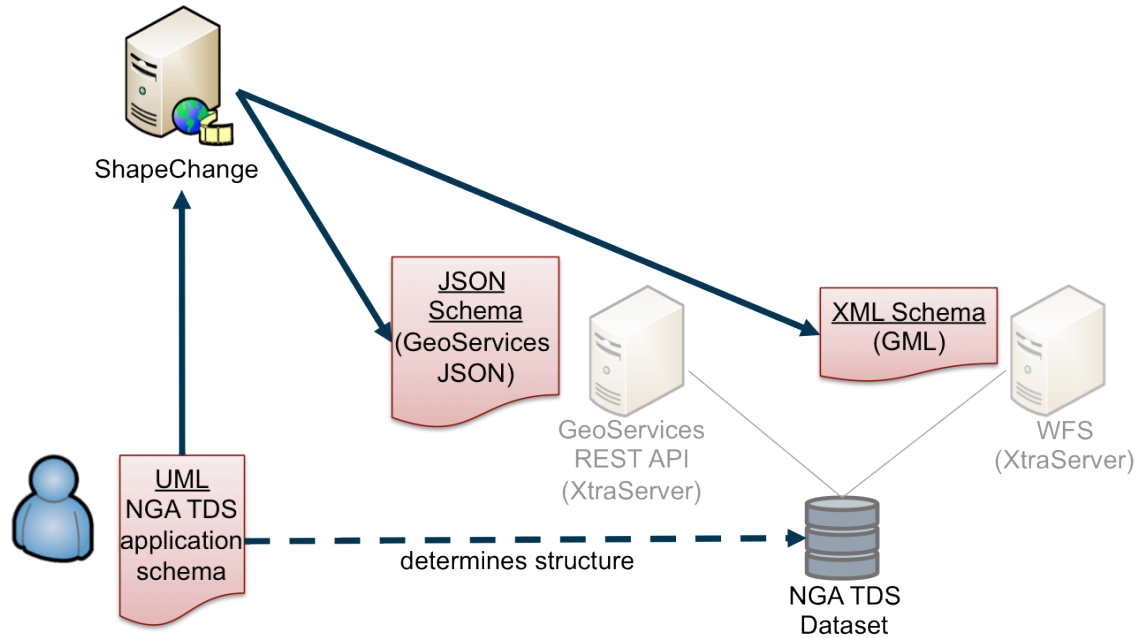 ShapeChange
JSON
Schema
(GeoServices
JSON)
XML Schema
(GML)
GeoServices
REST API
(XtraServer)
WFS
(XtraServer)
UML
NGA TDS
application
schema
determines structure
NGA TDS
Dataset